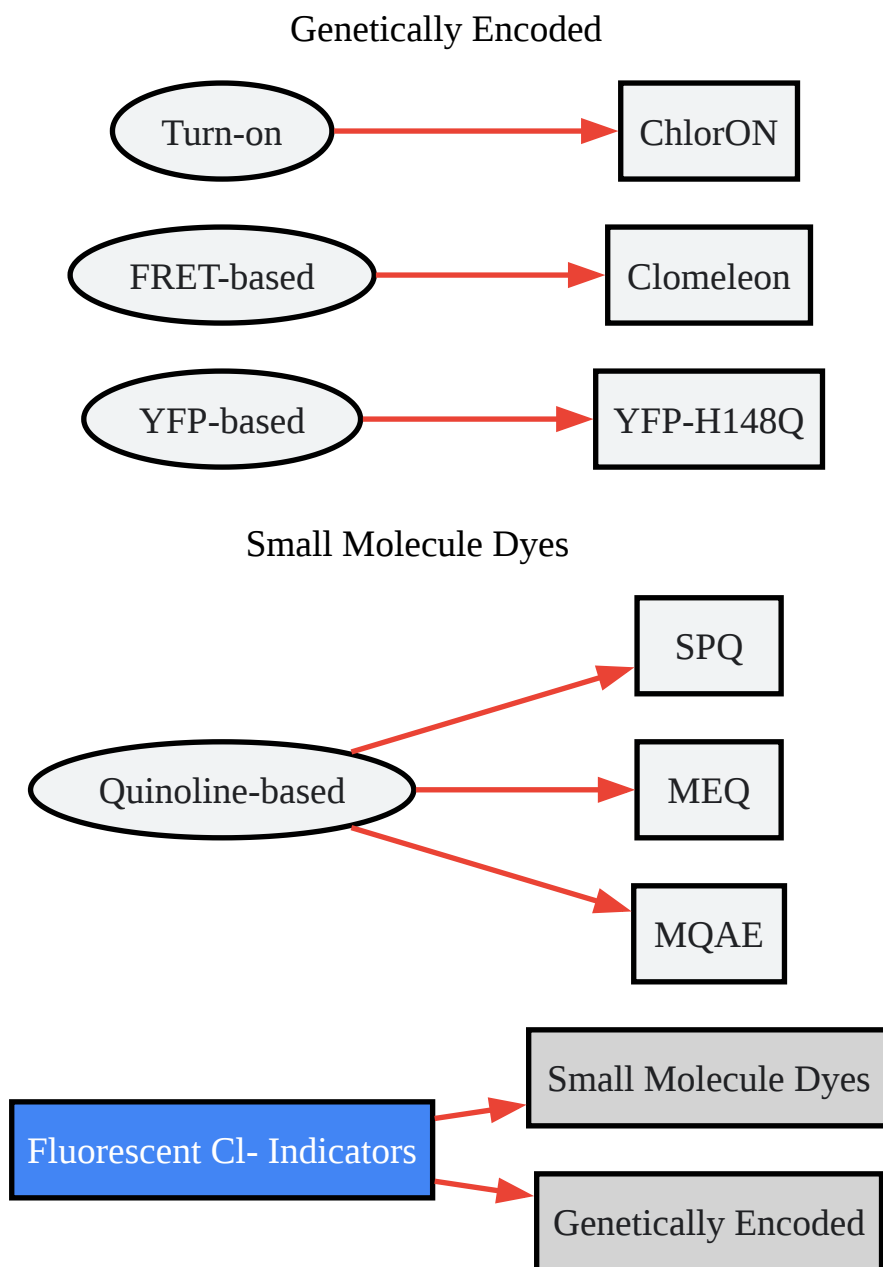 Genetically Encoded
Turn-on
ChlorON
FRET-based
Clomeleon
YFP-based
YFP-H148Q
Small Molecule Dyes
SPQ
Quinoline-based
MEQ
MQAE
Small Molecule Dyes
Fluorescent Cl- Indicators
Genetically Encoded